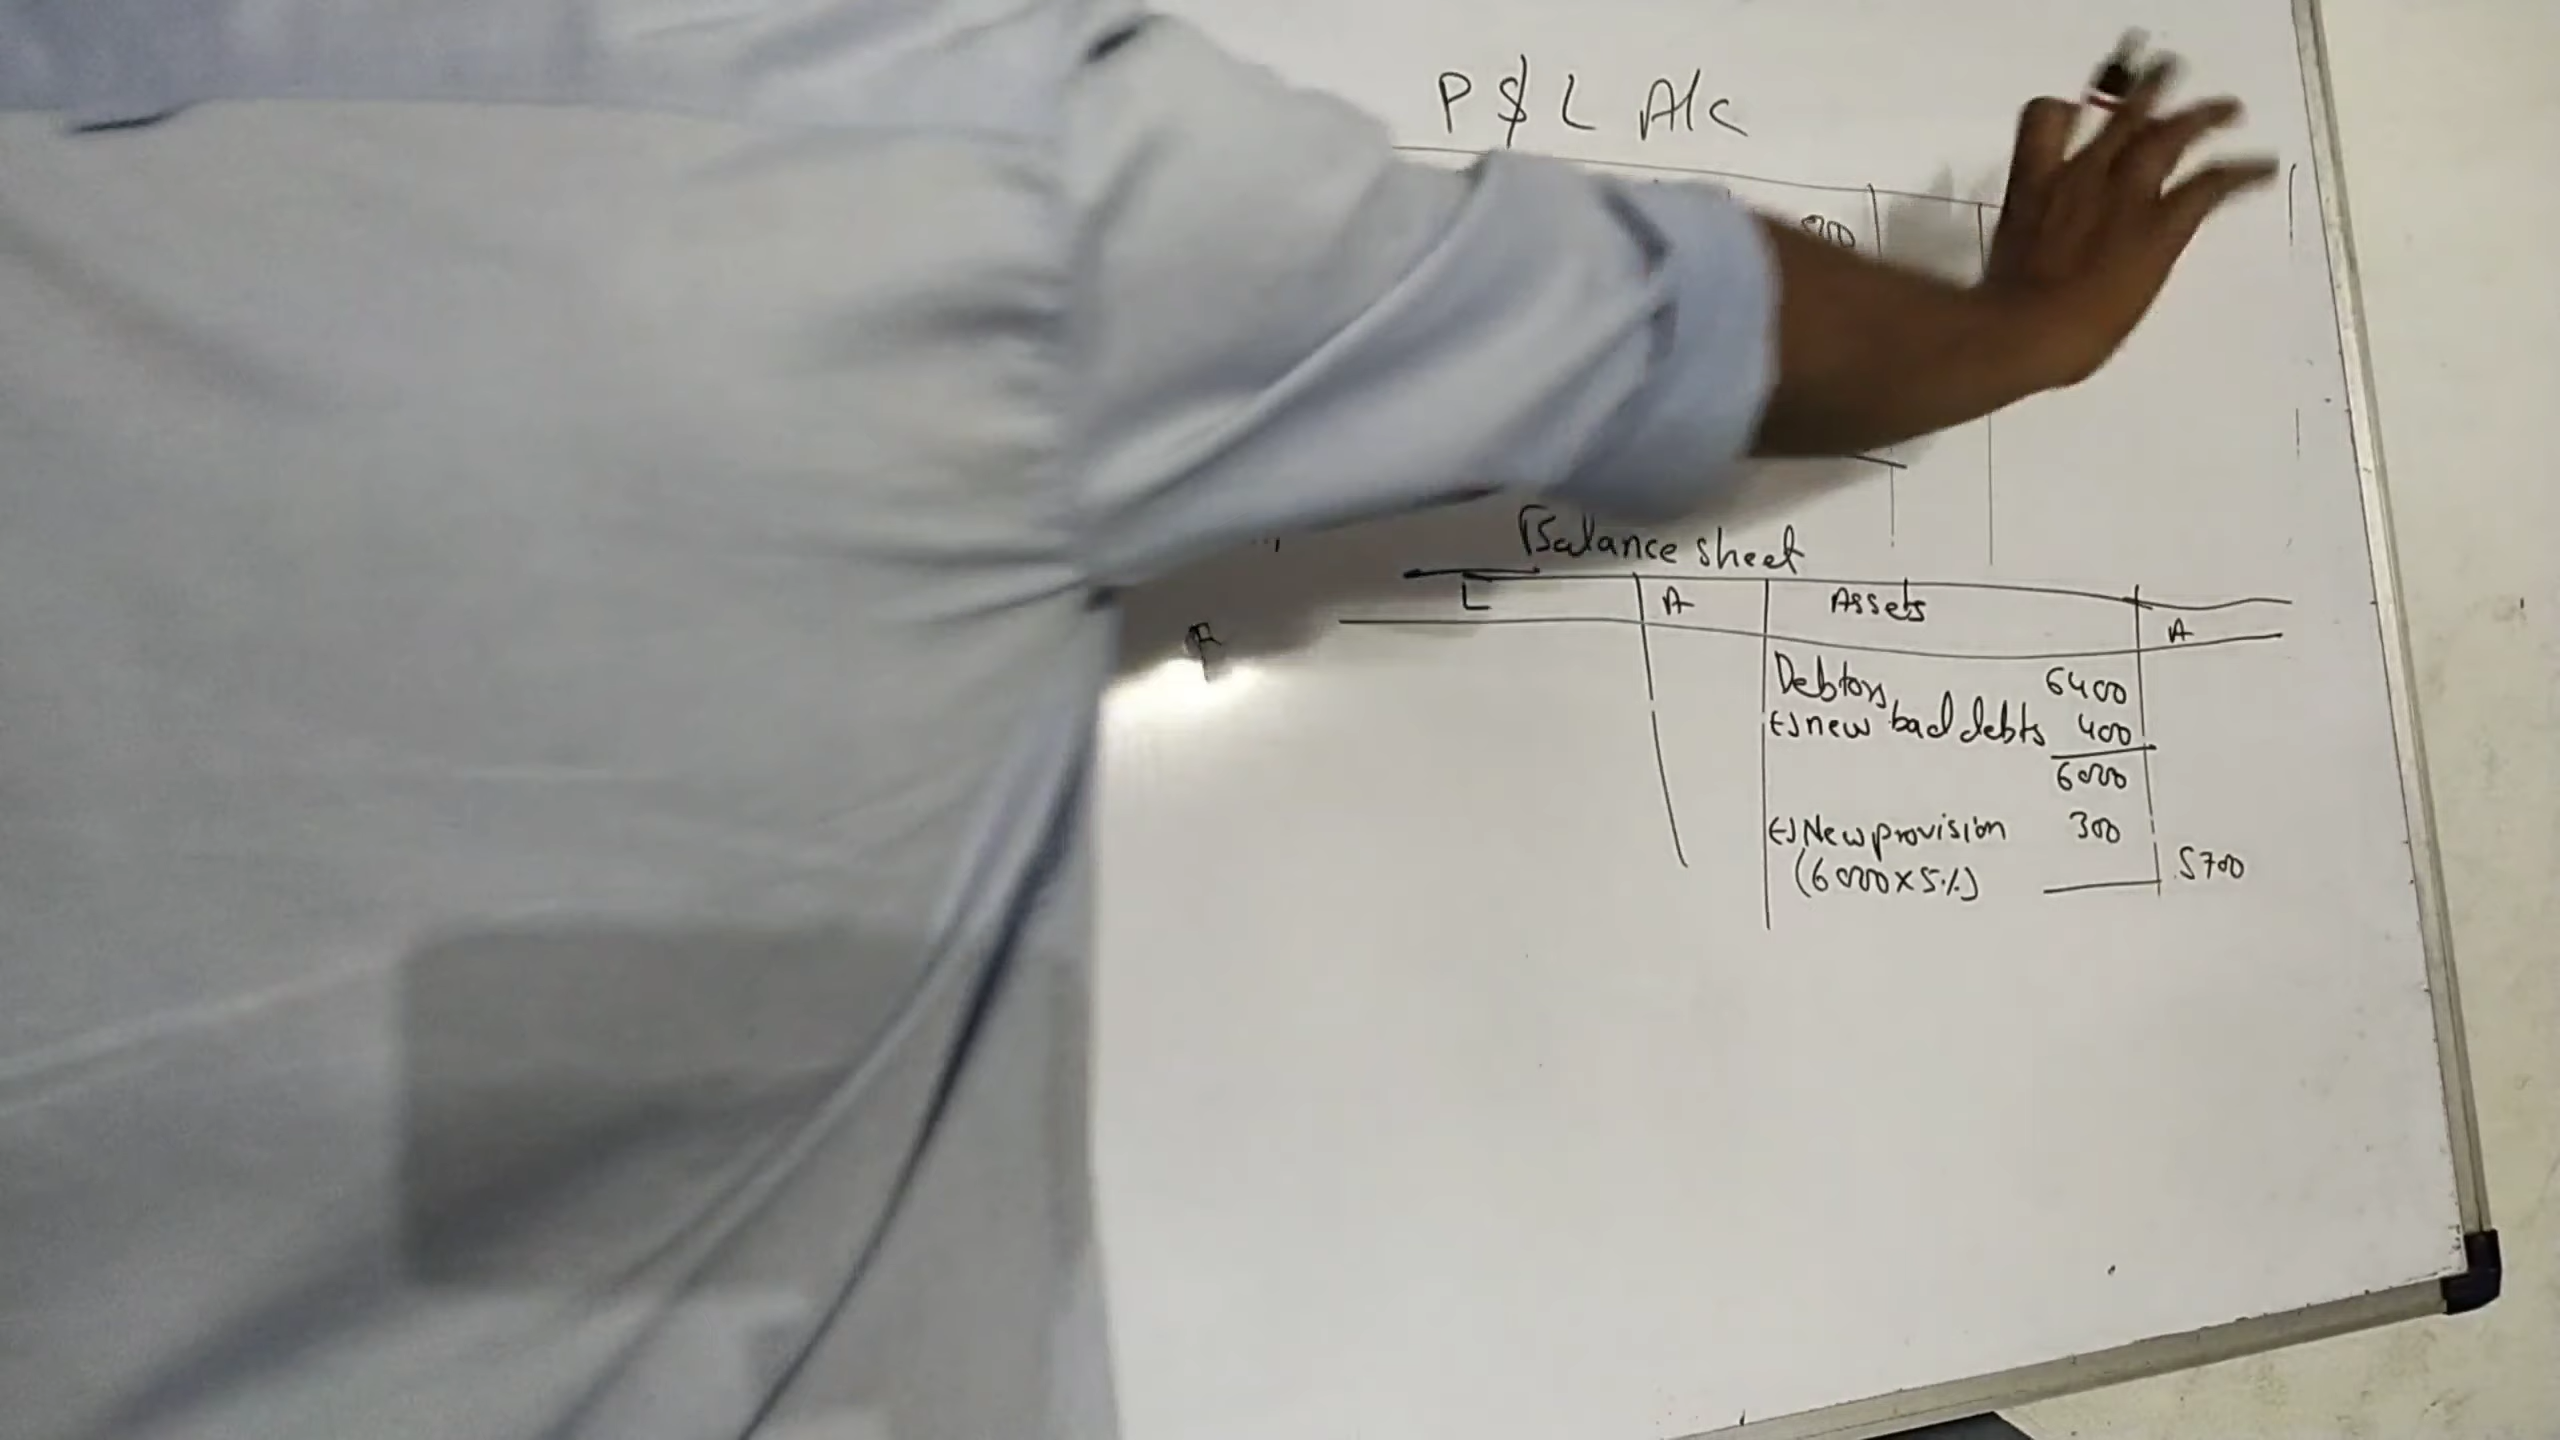 P & L A/c
Balance sheet
L A Assets A
Debtors 6400
(-) new bad debts 400
6000
(-) New provision 300
(6000 x 5%) 5700